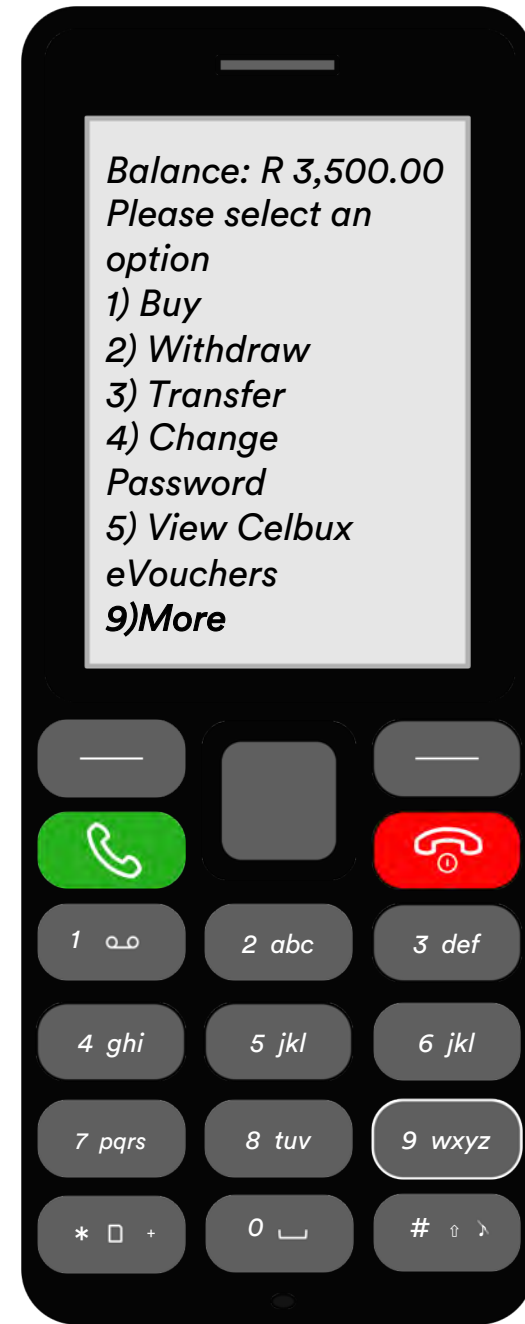 Balance: R 3,500.00
Please select an
option
1) Buy
2) Withdraw
3) Transfer
4) Change
Password
5) View Celbux
eVouchers
9)More
1
2 abc
3 def
4 ghi
5 jkl
6 jkl
7 pqrs
8 tuv
9 wxyz
* +
0
#